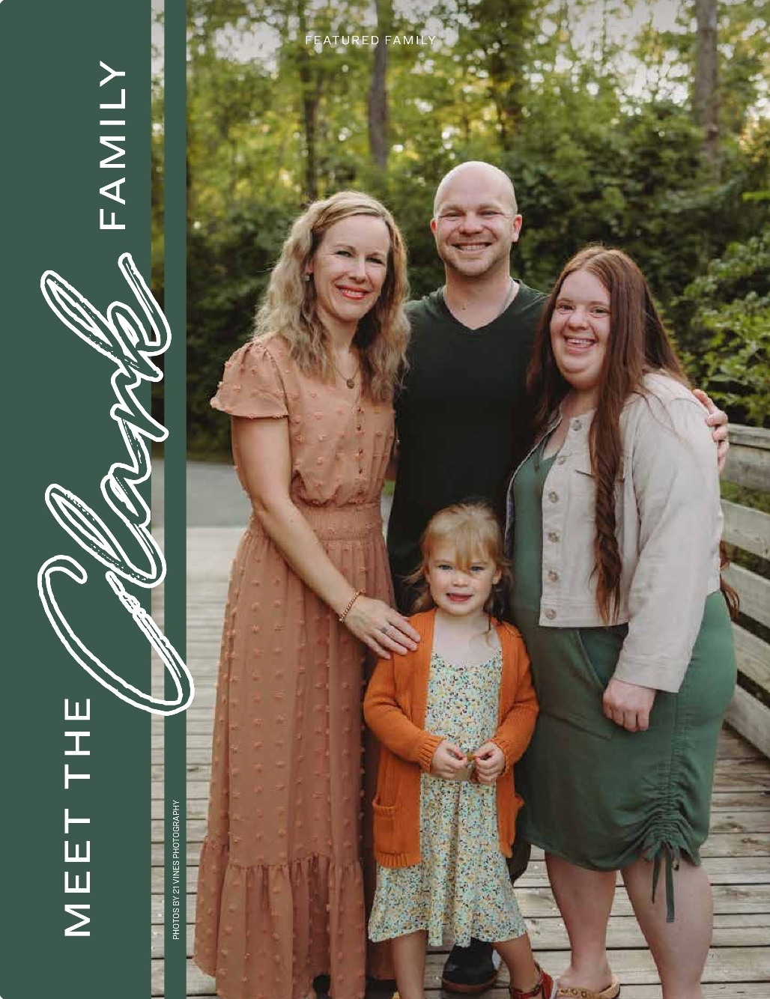 FEATURED FAMILY
MEET THE Clark FAMILY
PHOTOS BY 21 VINES PHOTOGRAPHY